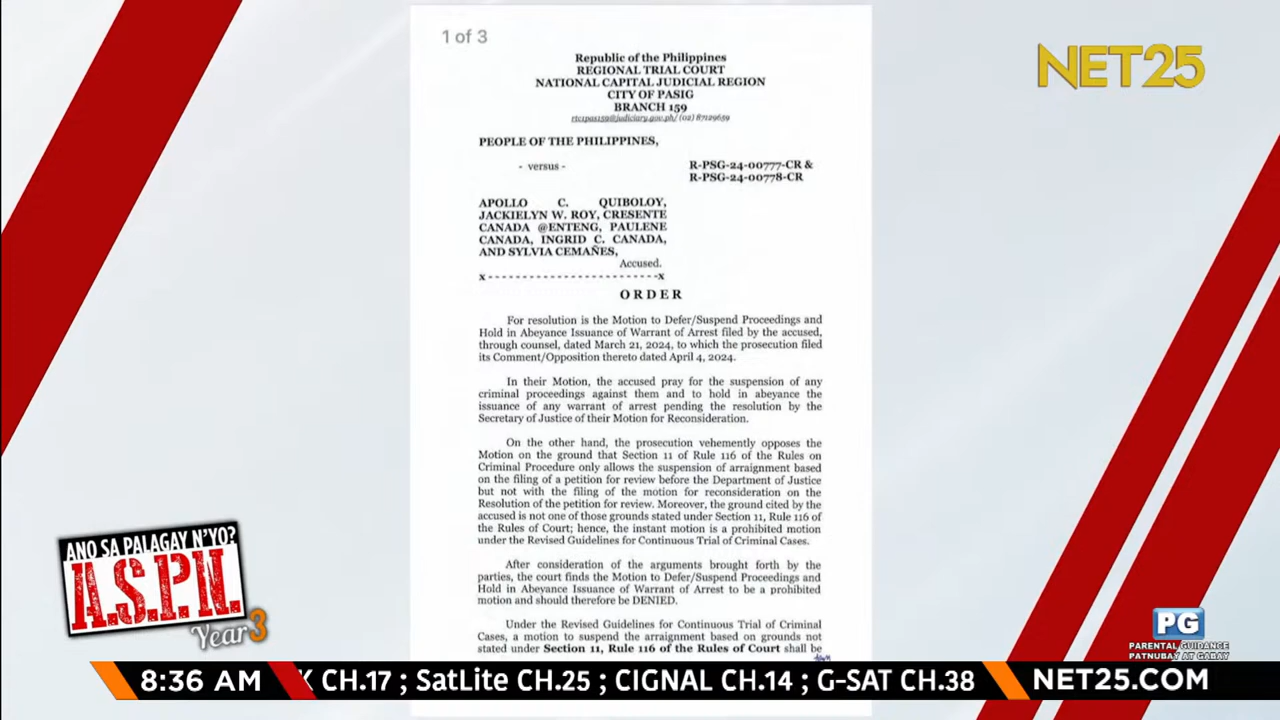 1 of 3
Republic of the Philippines
REGIONAL TRIAL COURT
NATIONAL CAPITAL JUDICIAL REGION
CITY OF PASIG
BRANCH 159
rtc1pas159@judiciary.gov.ph/ (02) 87129659
PEOPLE OF THE PHILIPPINES,
- versus -
R-PSG-24-00777-CR &
R-PSG-24-00778-CR
APOLLO C. QUIBOLOY,
JACKIELYN W. ROY, CRESENTE
CANADA @ENTENG, PAULENE
CANADA, INGRID C. CANADA,
AND SYLVIA CEMAÑES,
Accused.
x-------------------------x
ORDER
For resolution is the Motion to Defer/Suspend Proceedings and
Hold in Abeyance Issuance of Warrant of Arrest filed by the accused,
through counsel, dated March 21, 2024, to which the prosecution filed
its Comment/Opposition thereto dated April 4, 2024.
In their Motion, the accused pray for the suspension of any
criminal proceedings against them and to hold in abeyance the
issuance of any warrant of arrest pending the resolution by the
Secretary of Justice of their Motion for Reconsideration.
On the other hand, the prosecution vehemently opposes the
Motion on the ground that Section 11 of Rule 116 of the Rules on
Criminal Procedure only allows the suspension of arraignment based
on the filing of a petition for review before the Department of Justice
but not with the filing of the motion for reconsideration on the
Resolution of the petition for review. Moreover, the ground cited by the
accused is not one of those grounds stated under Section 11, Rule 116 of
the Rules of Court; hence, the instant motion is a prohibited motion
under the Revised Guidelines for Continuous Trial of Criminal Cases.
After consideration of the arguments brought forth by the
parties, the court finds the Motion to Defer/Suspend Proceedings and
Hold in Abeyance Issuance of Warrant of Arrest to be a prohibited
motion and should therefore be DENIED.
Under the Revised Guidelines for Continuous Trial of Criminal
Cases, a motion to suspend the arraignment based on grounds not
stated under Section 11, Rule 116 of the Rules of Court shall be
NET25
ANO SA PALAGAY N'YO?
A.S.P.N.
Year 3
PG
PARENTAL GUIDANCE
PATNUBAY AT GABAY
8:36 AM
CH.17 ; SatLite CH.25 ; CIGNAL CH.14 ; G-SAT CH.38
NET25.COM